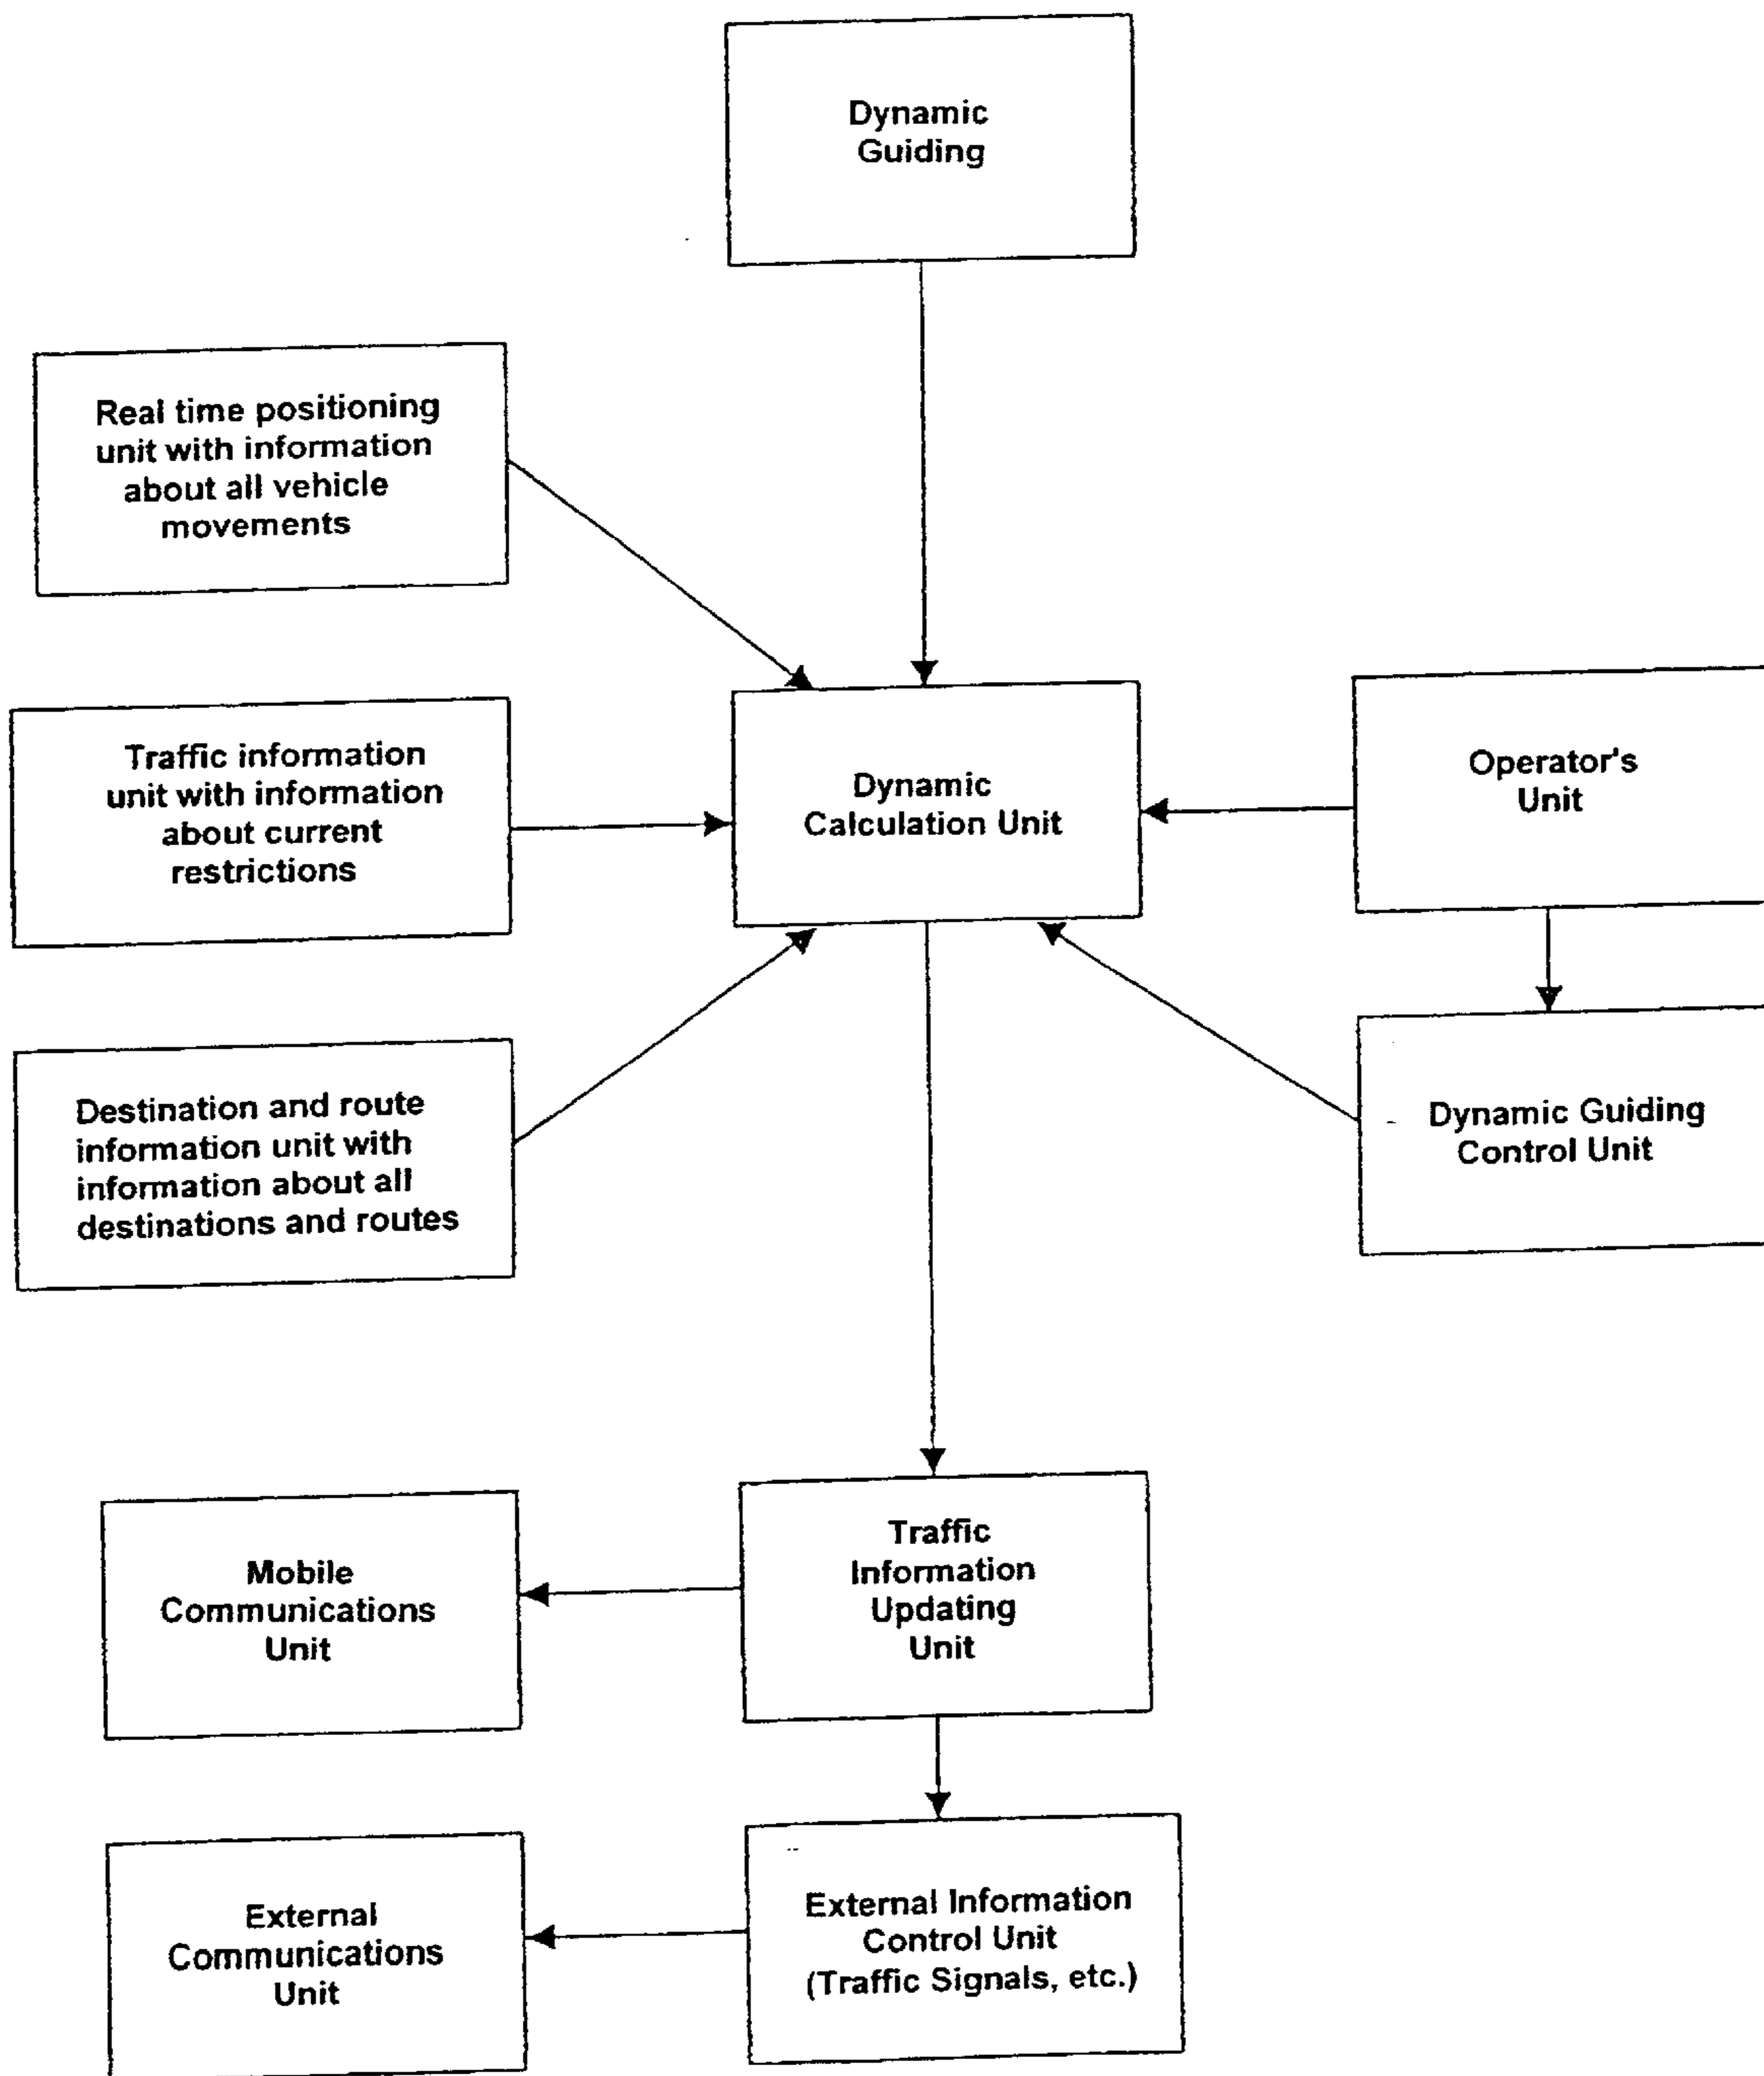 Dynamic
Guiding
Real time positioning
unit with information
about all vehicle
movements
Traffic information
unit with information
about current
restrictions
Dynamic
Calculation Unit
Operator's
Unit
Destination and route
information unit with
information about all
destinations and routes
Dynamic Guiding
Control Unit
Mobile
Communications
Unit
Traffic
Information
Updating
Unit
External
Communications
Unit
External Information
Control Unit
(Traffic Signals, etc.)